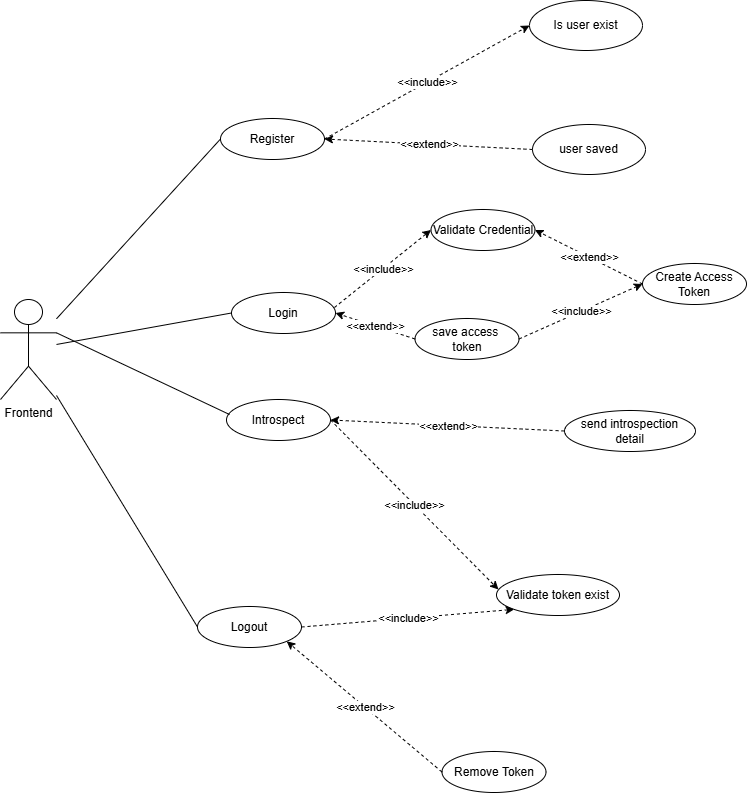 Is user exist
<<include>>
Register
<<extend>>
user saved
Validate Credential
<<extend>>
<<include>>
Create Access
Token
Login
<<include>>
<<extend>>
save access
token
Frontend
Introspect
<<extend>>
send introspection
detail
<<include>>
Validate token exist
Logout
<<include>>
<<extend>>
Remove Token